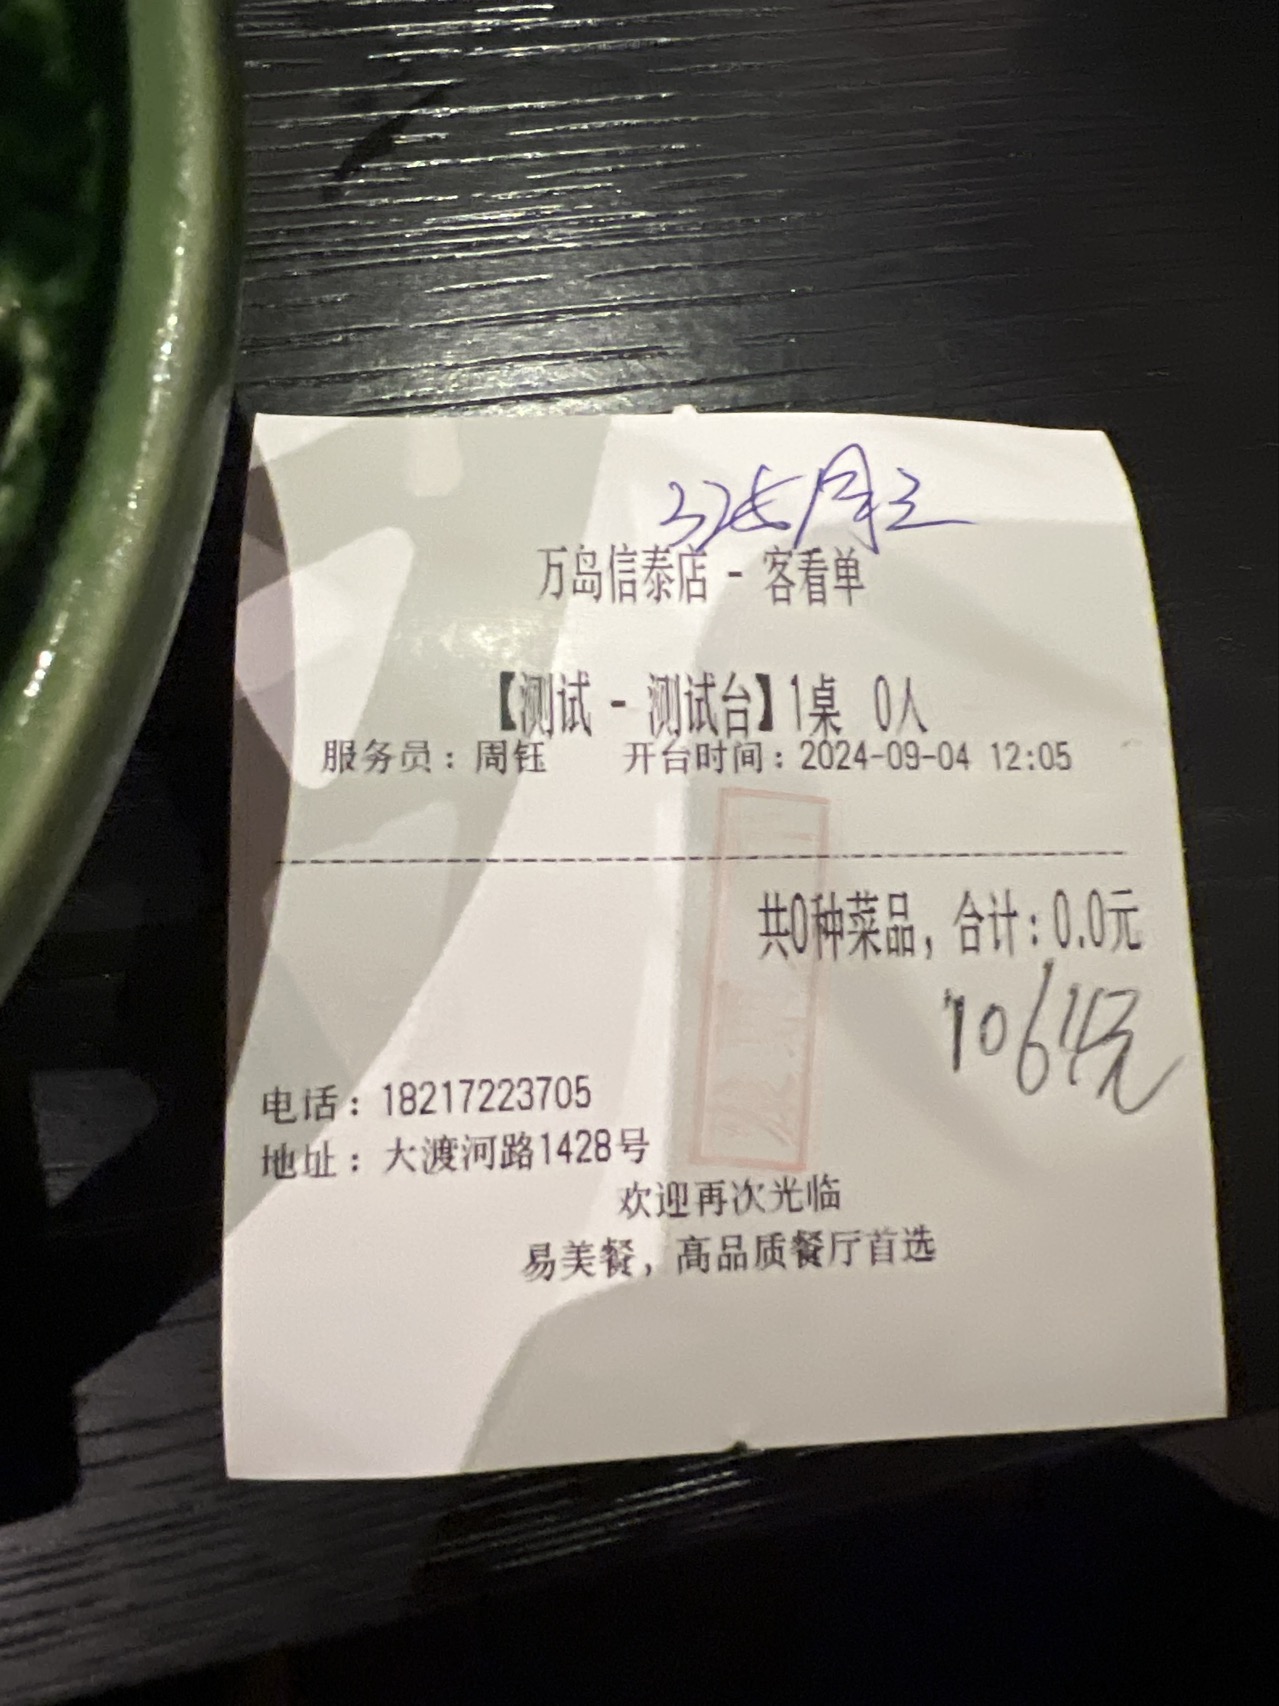 万岛信泰店 - 客看单
【测试 - 测试台】1桌 0人
服务员：周钰 开台时间：2024-09-04 12:05
共0种菜品，合计：0.0元
1064元
电话：18217223705
地址：大渡河路1428号
欢迎再次光临
易美餐，高品质餐厅首选